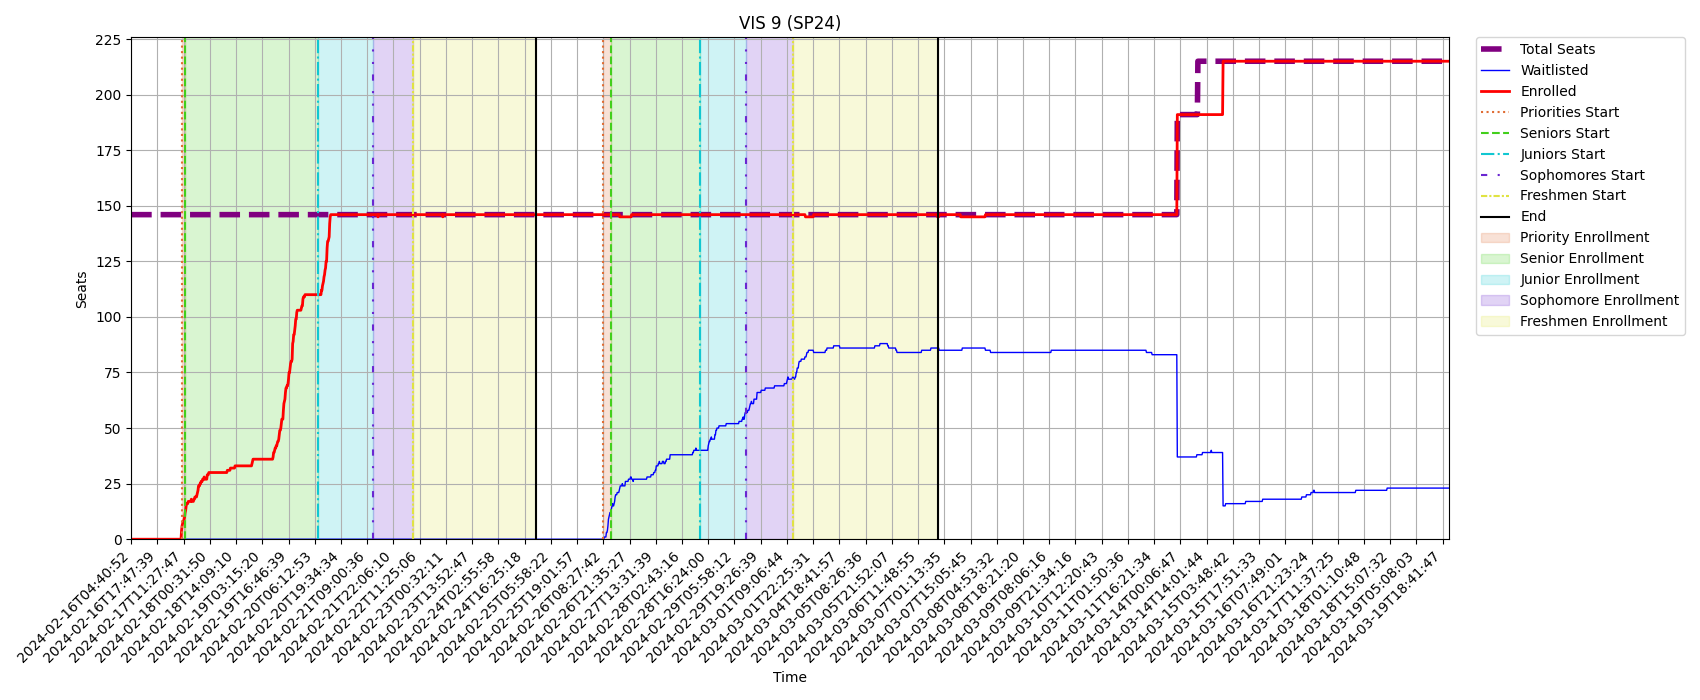 VIS 9 (SP24)
225
200
175
150
125
100
75
50
25
0
Seats
2024-02-16T04:40:52
2024-02-16T17:47:39
2024-02-17T11:27:47
2024-02-18T00:31:50
2024-02-18T14:09:10
2024-02-19T03:15:20
2024-02-19T16:46:39
2024-02-20T06:12:53
2024-02-20T19:34:34
2024-02-21T09:00:36
2024-02-21T22:06:10
2024-02-22T11:25:06
2024-02-23T00:32:11
2024-02-23T13:52:47
2024-02-24T02:55:58
2024-02-24T16:25:18
2024-02-25T05:58:22
2024-02-25T19:01:57
2024-02-26T08:27:42
2024-02-26T21:35:27
2024-02-27T13:31:39
2024-02-28T02:43:16
2024-02-28T16:24:00
2024-02-29T05:58:12
2024-02-29T19:26:39
2024-03-01T09:06:44
2024-03-01T22:25:31
2024-03-04T18:41:57
2024-03-05T08:26:36
2024-03-05T21:52:07
2024-03-06T11:48:55
2024-03-07T01:13:35
2024-03-07T15:05:45
2024-03-08T04:53:32
2024-03-08T18:21:20
2024-03-09T08:06:16
2024-03-09T21:34:16
2024-03-10T12:20:43
2024-03-11T01:50:36
2024-03-11T16:21:34
2024-03-14T00:06:47
2024-03-14T14:01:44
2024-03-15T03:48:42
2024-03-15T17:51:33
2024-03-16T07:49:01
2024-03-16T21:23:24
2024-03-17T11:37:25
2024-03-18T01:10:48
2024-03-18T15:07:32
2024-03-19T05:08:03
2024-03-19T18:41:47
Time
Total Seats
Waitlisted
Enrolled
Priorities Start
Seniors Start
Juniors Start
Sophomores Start
Freshmen Start
End
Priority Enrollment
Senior Enrollment
Junior Enrollment
Sophomore Enrollment
Freshmen Enrollment